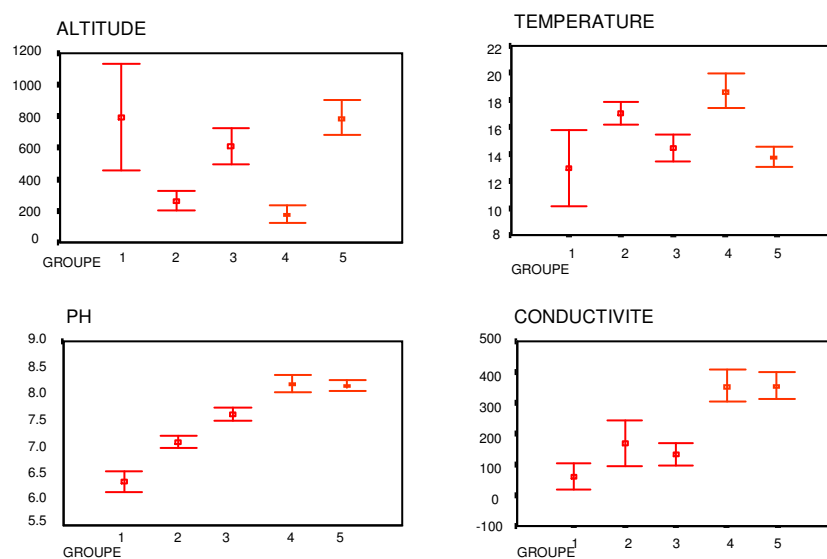 ALTITUDE
1200
1000
800
600
400
200
0
GROUPE 1 2 3 4 5
TEMPERATURE
22
20
18
16
14
12
10
8
1 2 3 4 5
GROUPE
PH
9.0
8.5
8.0
7.5
7.0
6.5
6.0
5.5
1 2 3 4 5
GROUPE
CONDUCTIVITE
500
400
300
200
100
0
-100
1 2 3 4 5
GROUPE